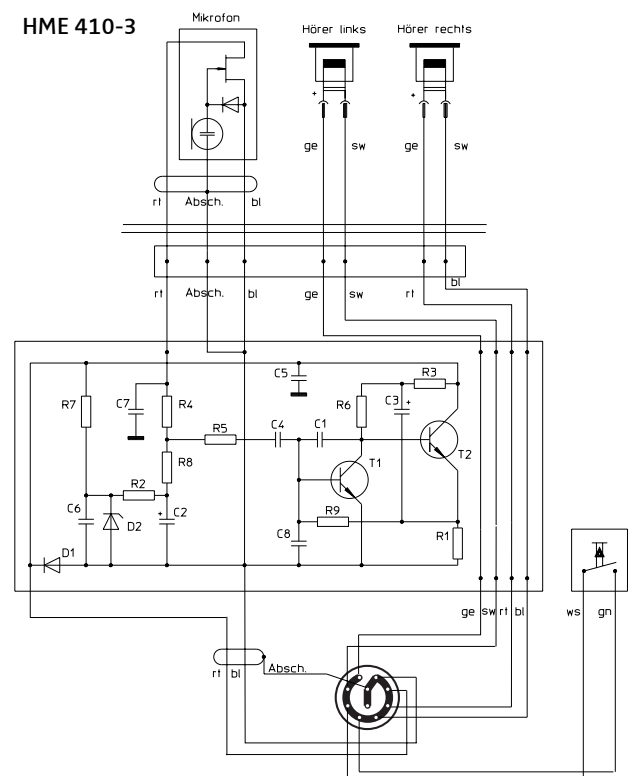 HME 410-3
Mikrofon
Hörer links
Hörer rechts
+
+
ge
sw
ge
sw
rt
Absch.
bl
rt
Absch.
bl
ge
sw
rt
bl
R7
C7
R4
C5
R3
R6
C3
+
R5
C4
C1
T2
R8
T1
R2
C6
D2
+
C2
R9
C8
R1
D1
ge
sw
rt
bl
ws
gn
rt
bl
Absch.